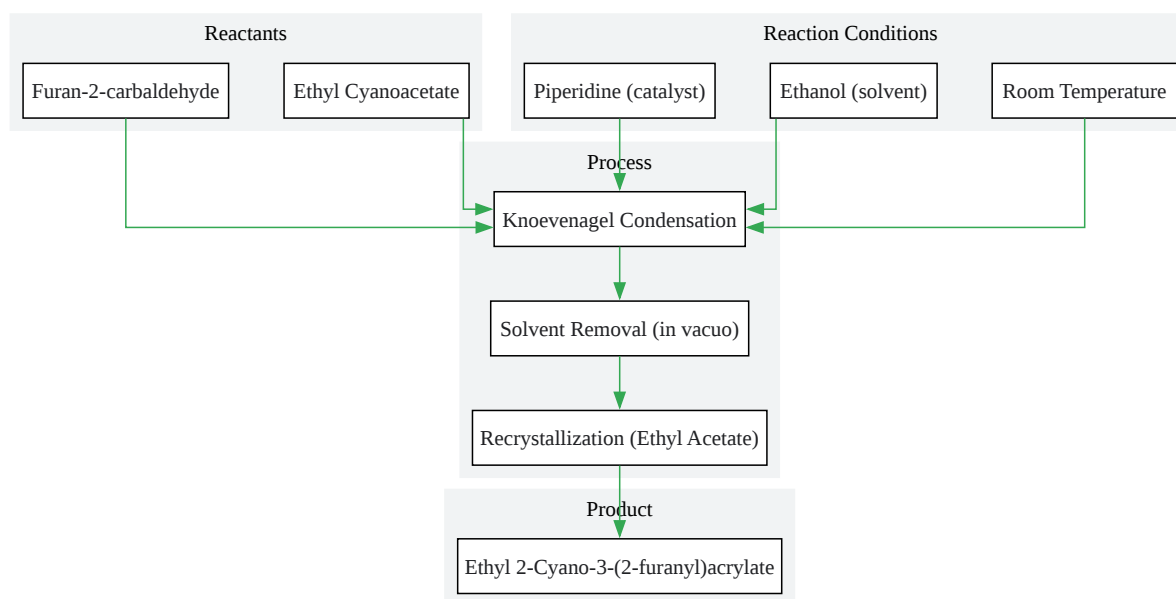 Reactants
Reaction Conditions
Furan-2-carbaldehyde
Ethyl Cyanoacetate
Piperidine (catalyst)
Ethanol (solvent)
Room Temperature
Process
Knoevenagel Condensation
Solvent Removal (in vacuo)
Recrystallization (Ethyl Acetate)
Product
Ethyl 2-Cyano-3-(2-furanyl)acrylate